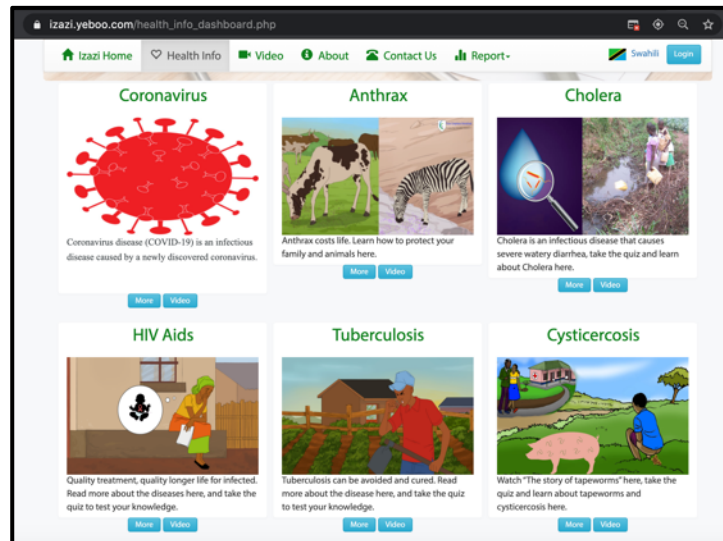 izazi.yeboo.com/health_info_dashboard.php
Izazi Home Health Info Video About Contact Us Report
Swahili Login
Coronavirus
Coronavirus disease (COVID-19) is an infectious
disease caused by a newly discovered coronavirus.
More Video
Anthrax
Anthrax costs life. Learn how to protect your
family and animals here.
More Video
Cholera
Cholera is an infectious disease that causes
severe watery diarrhea, take the quiz and learn
about Cholera here.
More Video
HIV Aids
Quality treatment, quality longer life for infected.
Read more about the diseases here, and take the
quiz to test your knowledge.
More Video
Tuberculosis
Tuberculosis can be avoided and cured. Read
more about the disease here, and take the quiz
to test your knowledge.
More Video
Cysticercosis
Watch "The story of tapeworms" here, take the
quiz and learn about tapeworms and
cysticercosis here.
More Video